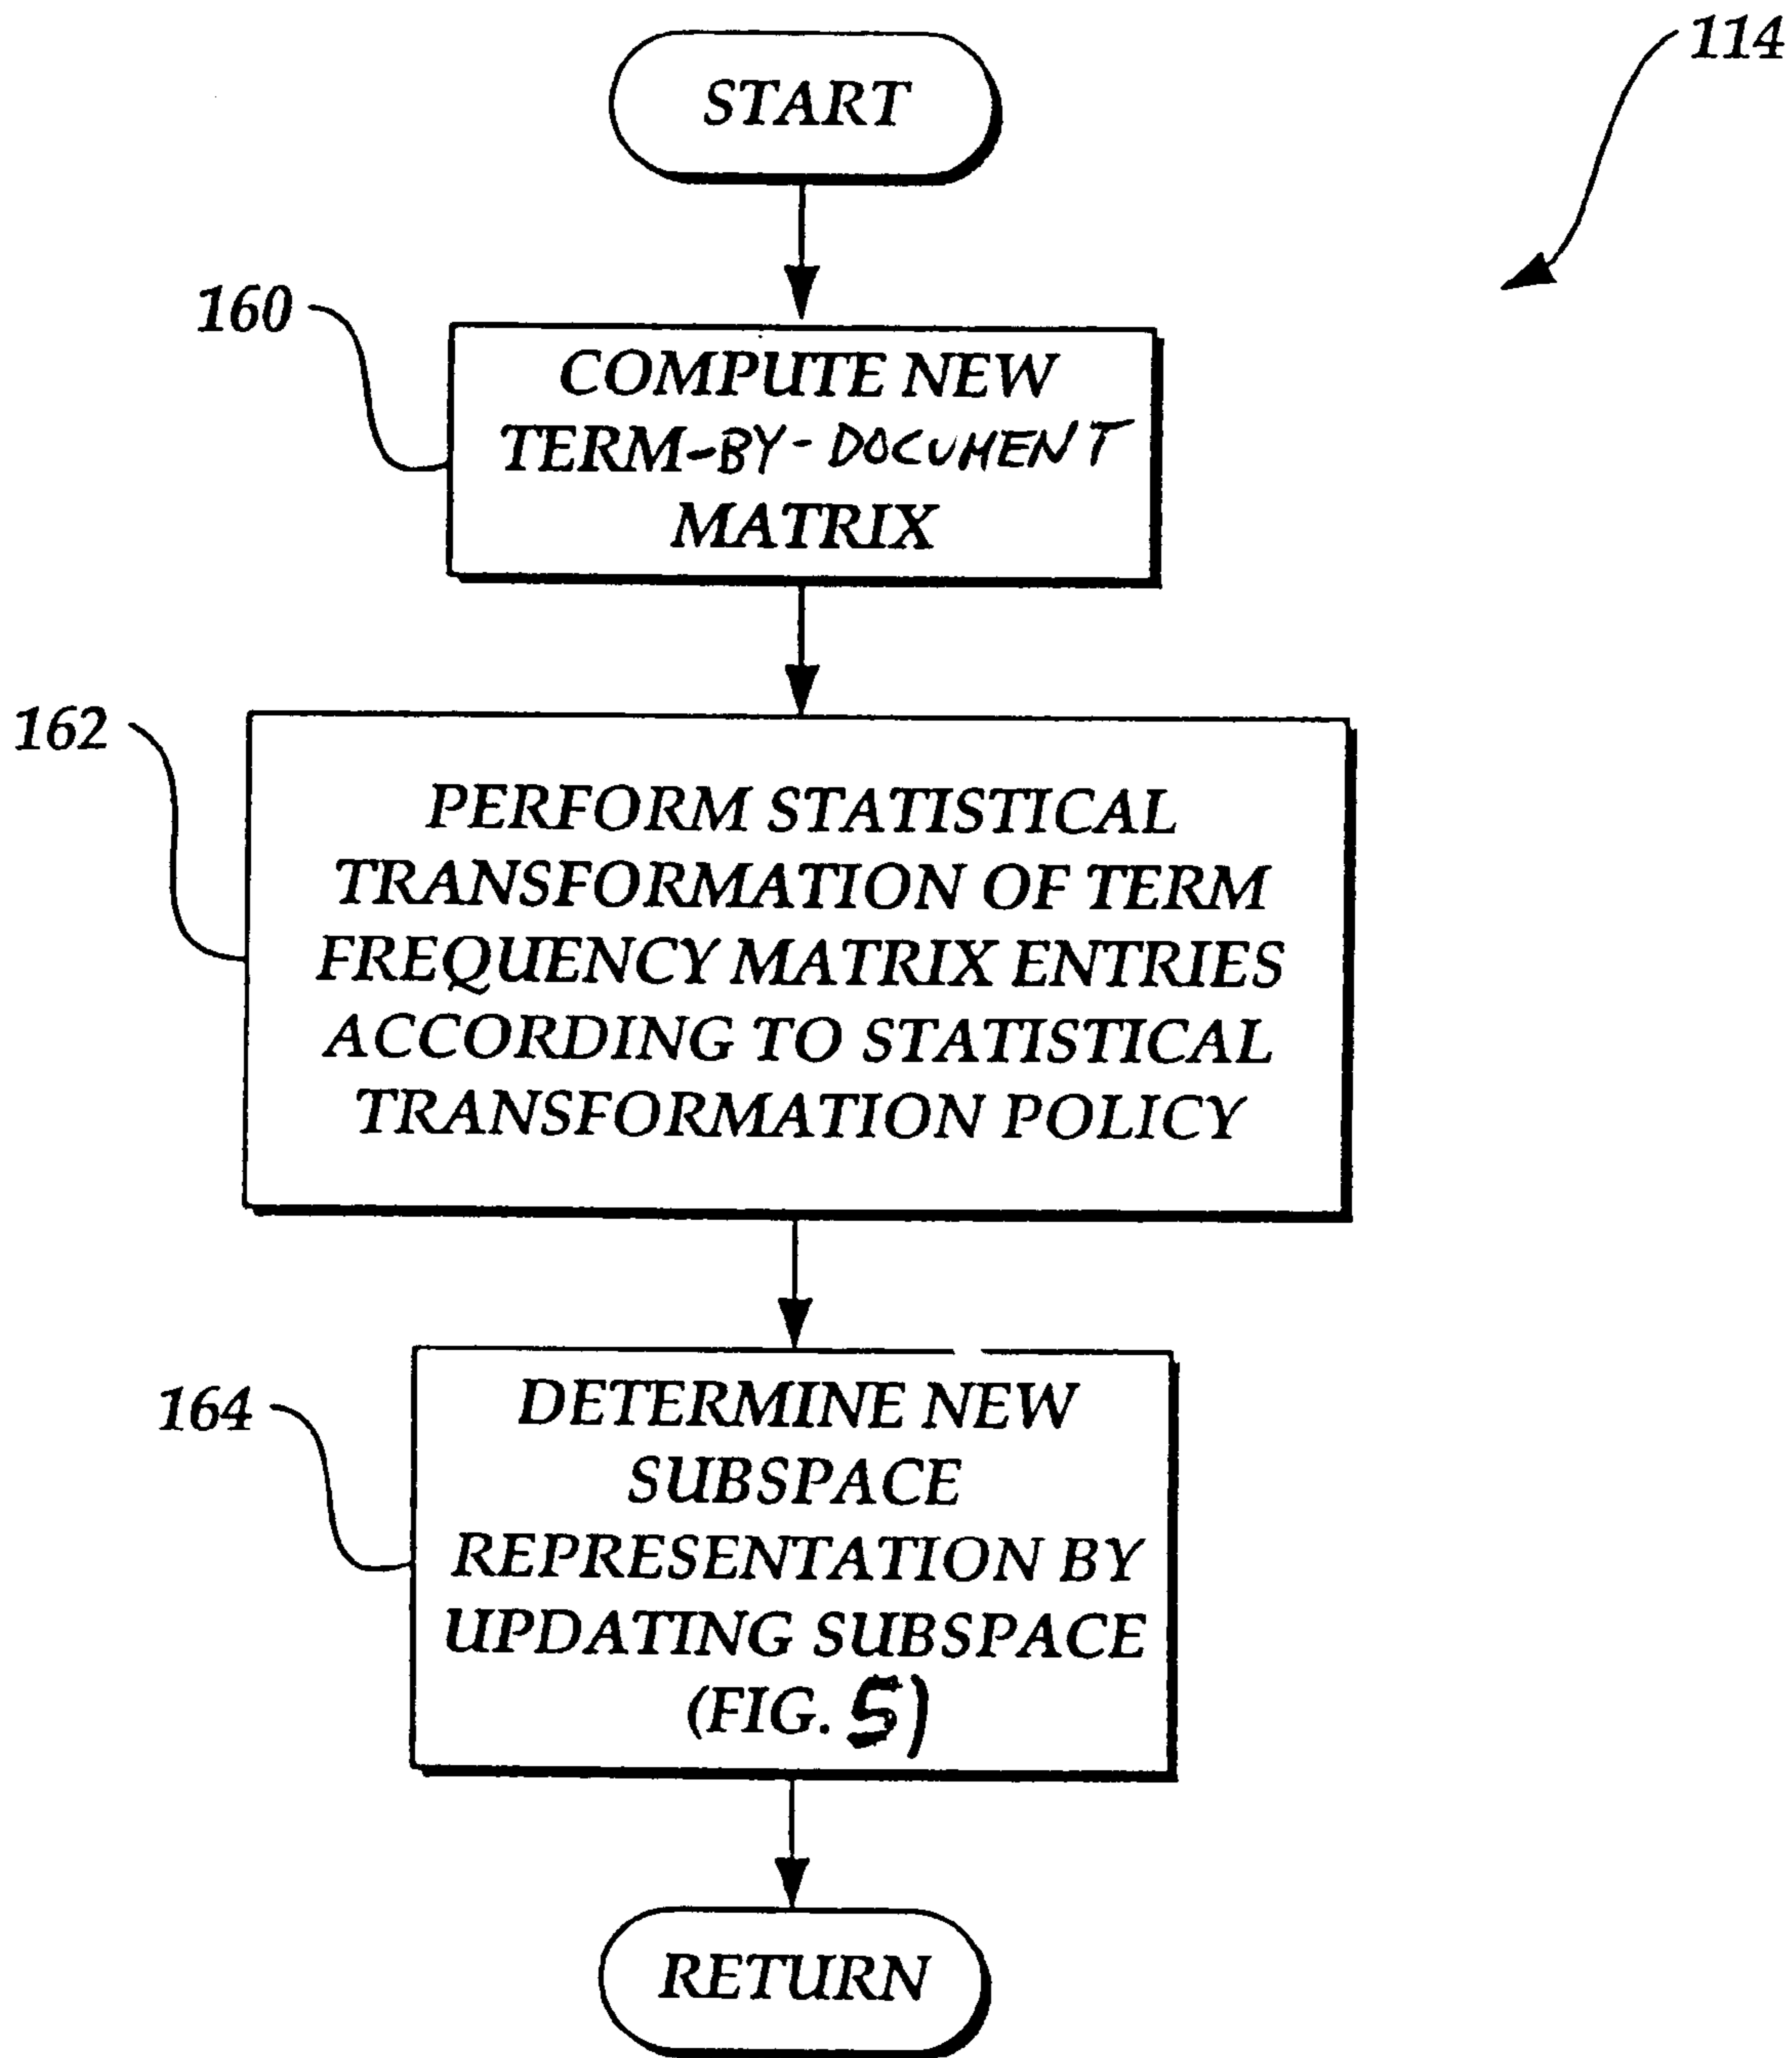 114
START
160
COMPUTE NEW
TERM-BY-DOCUMENT
MATRIX
162
PERFORM STATISTICAL
TRANSFORMATION OF TERM
FREQUENCY MATRIX ENTRIES
ACCORDING TO STATISTICAL
TRANSFORMATION POLICY
164
DETERMINE NEW
SUBSPACE
REPRESENTATION BY
UPDATING SUBSPACE
(FIG. 5)
RETURN